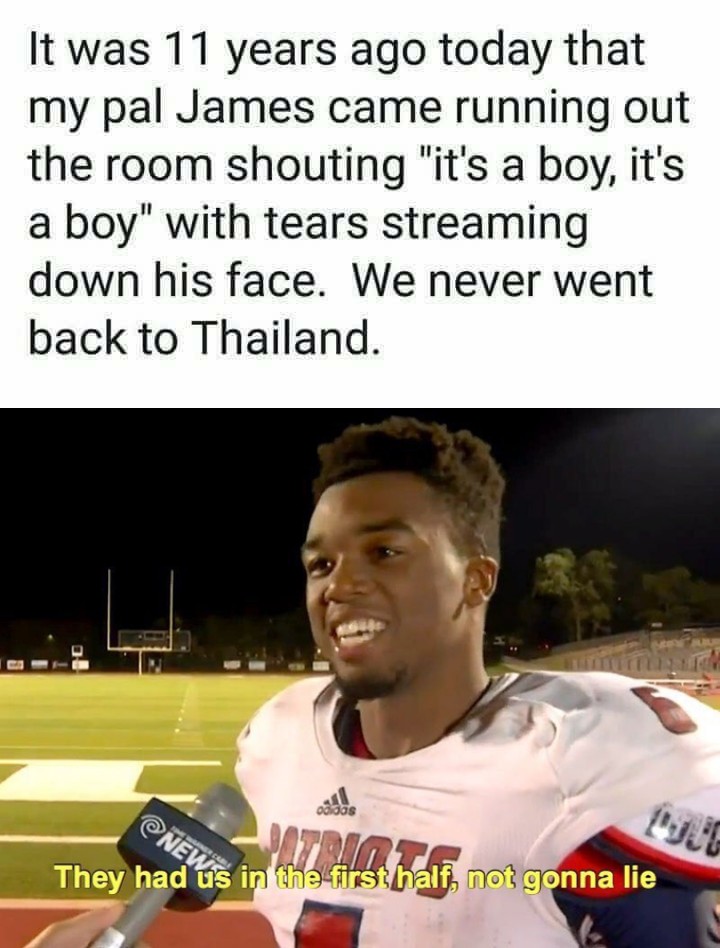 It was 11 years ago today that
my pal James came running out
the room shouting "it's a boy, it's
a boy" with tears streaming
down his face.  We never went
back to Thailand.
adidas
PATRIOTS
NEWS
They had us in the first half, not gonna lie